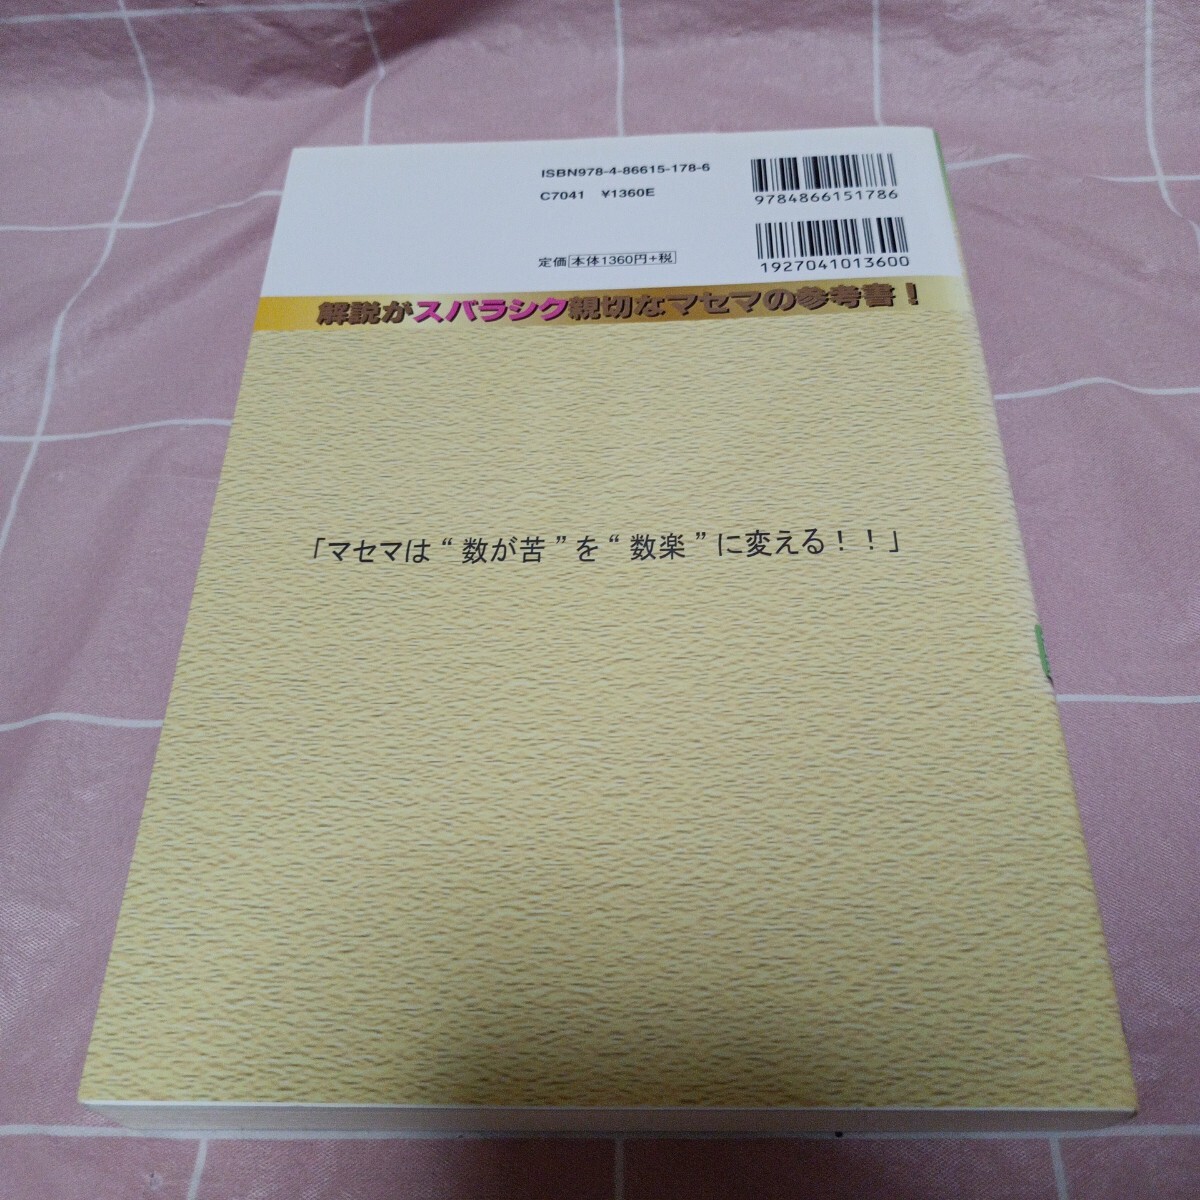 ISBN978-4-86615-178-6
C7041 ¥1360E
定価 本体1360円+税
9784866151786
1927041013600
解説がスバラシク親切なマセマの参考書!
「マセマは“数が苦”を“数楽”に変える!!」